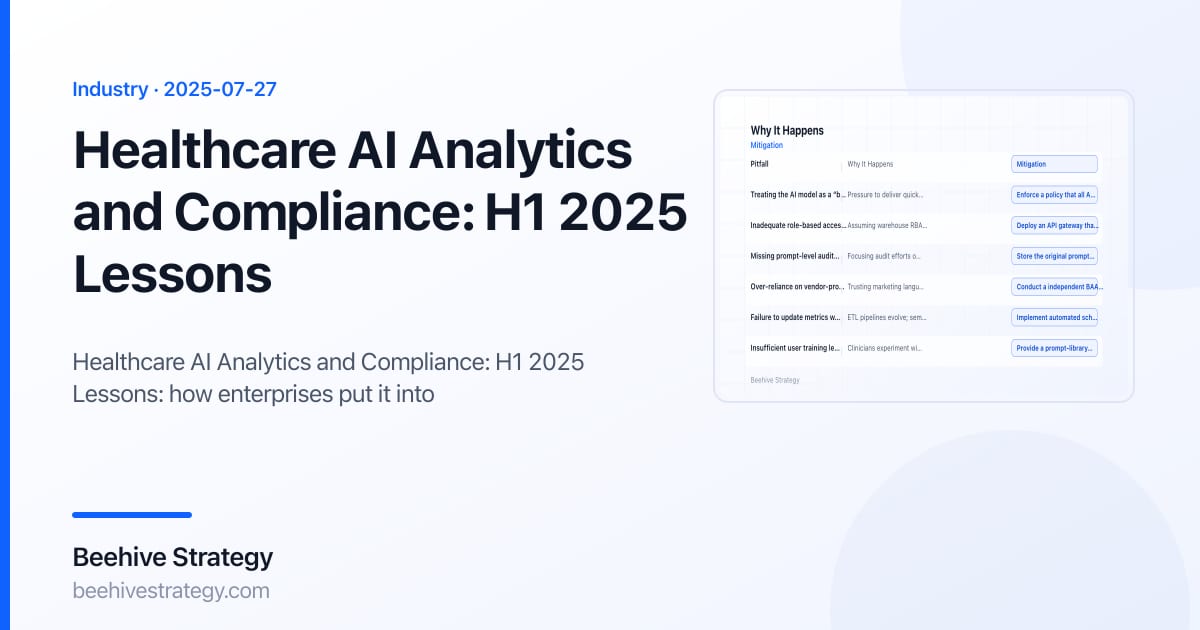 Industry · 2025-07-27
Healthcare AI Analytics
and Compliance: H1 2025
Lessons
Healthcare AI Analytics and Compliance: H1 2025
Lessons: how enterprises put it into
Beehive Strategy
beehivestrategy.com
Why It Happens
Mitigation
Pitfall Why It Happens Mitigation
Treating the AI model as a “b... Pressure to deliver quick... Enforce a policy that all A...
Inadequate role-based acces... Assuming warehouse RBA... Deploy an API gateway tha...
Missing prompt-level audit... Focusing audit efforts o... Store the original prompt...
Over-reliance on vendor-pro... Trusting marketing langu... Conduct a independent BAA...
Failure to update metrics w... ETL pipelines evolve; sem... Implement automated sch...
Insufficient user training le... Clinicians experiment wi... Provide a prompt-library...
Beehive Strategy